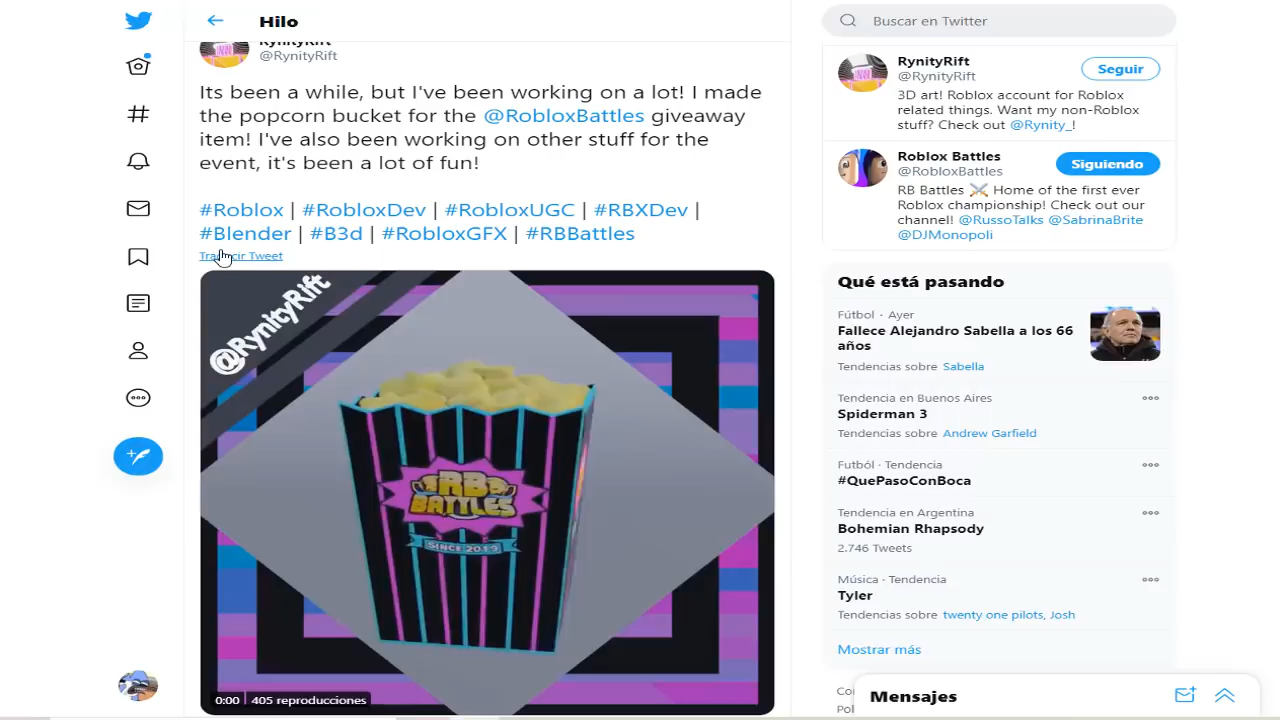 Hilo
RynityRift
@RynityRift
Its been a while, but I've been working on a lot! I made
the popcorn bucket for the @RobloxBattles giveaway
item! I've also been working on other stuff for the
event, it's been a lot of fun!
#Roblox | #RobloxDev | #RobloxUGC | #RBXDev |
#Blender | #B3d | #RobloxGFX | #RBBattles
Traducir Tweet
@RynityRift
RB
BATTLES
SINCE 2019
0:00
405 reproducciones
Buscar en Twitter
RynityRift
@RynityRift
Seguir
3D art! Roblox account for Roblox
related things. Want my non-Roblox
stuff? Check out @Rynity_!
Roblox Battles
@RobloxBattles
Siguiendo
RB Battles ⚔️ Home of the first ever
Roblox championship! Check out our
channel! @RussoTalks @SabrinaBrite
@DJMonopoli
Qué está pasando
Fútbol · Ayer
Fallece Alejandro Sabella a los 66
años
Tendencias sobre Sabella
Tendencia en Buenos Aires
Spiderman 3
Tendencias sobre Andrew Garfield
Futból · Tendencia
#QuePasoConBoca
Tendencia en Argentina
Bohemian Rhapsody
2.746 Tweets
Música · Tendencia
Tyler
Tendencias sobre twenty one pilots, Josh
Mostrar más
Mensajes